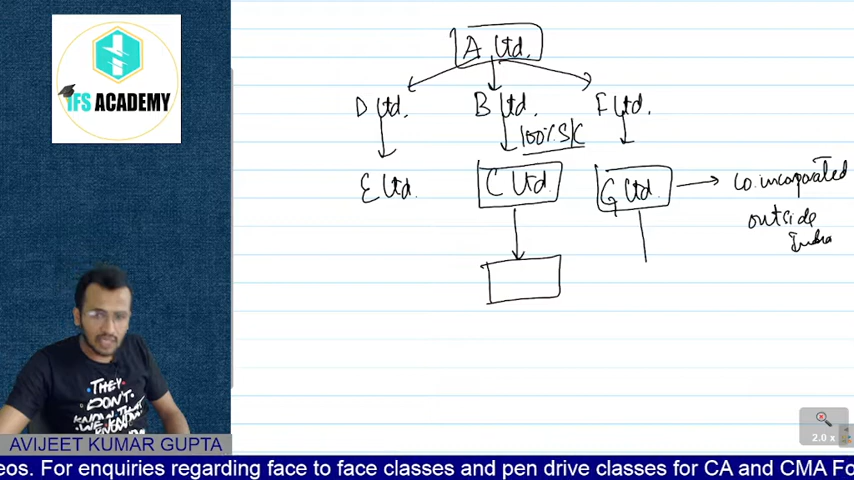 IFS ACADEMY
A Ltd.
D Ltd. B Ltd. F Ltd.
100% S/C
E Ltd. C Ltd. G Ltd. co. incorporated
outside
India
THEY
DON'T
AVIJEET KUMAR GUPTA
2.0 x
eos. For enquiries regarding face to face classes and pen drive classes for CA and CMA Fo